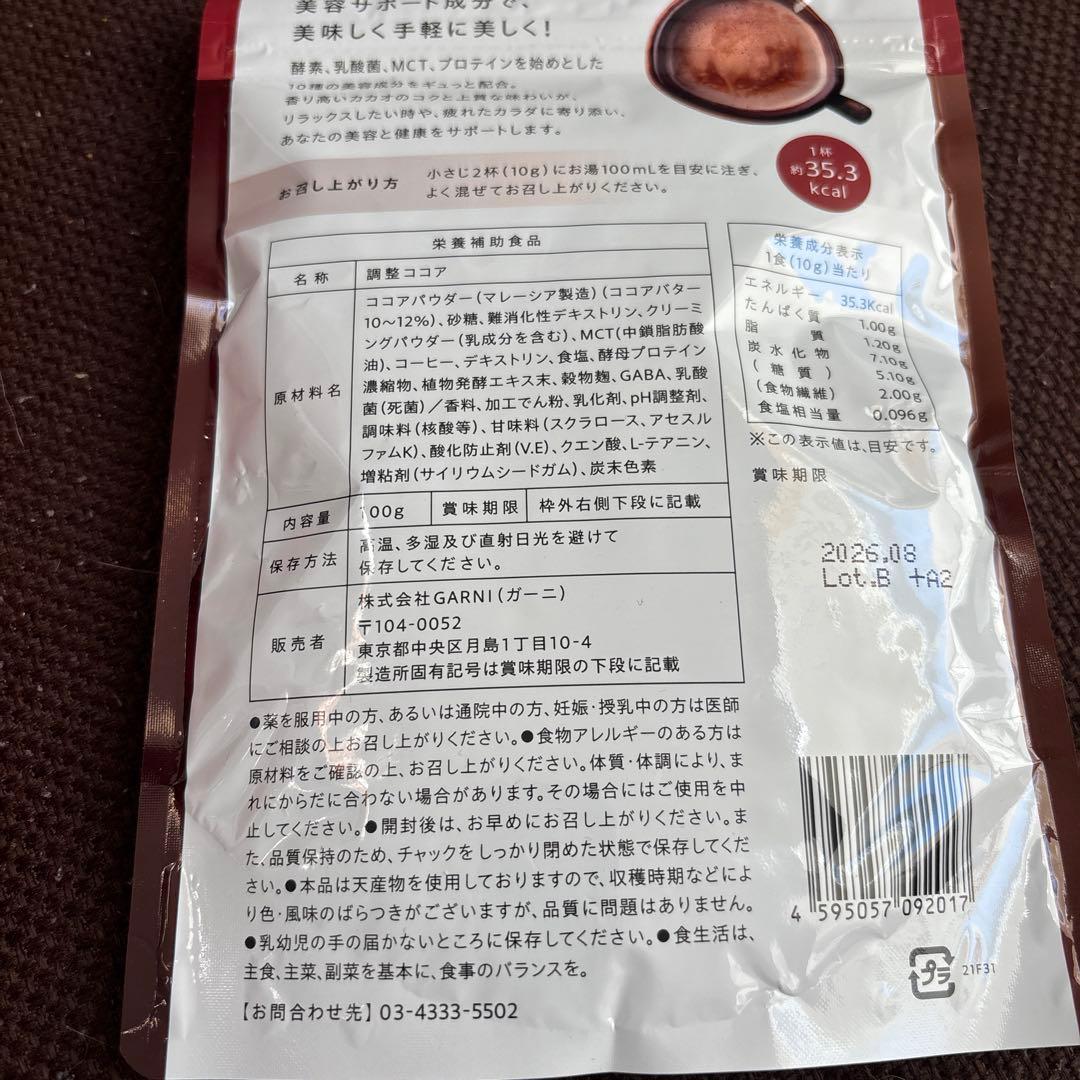 美容サポート成分で、
美味しく手軽に美しく!
酵素、乳酸菌、MCT、プロテインを始めとした
10種の美容成分をギュっと配合。
香り高いカカオのコクと上質な味わいが、
リラックスしたい時や、疲れたカラダに寄り添い、
あなたの美容と健康をサポートします。
1杯
約35.3
kcal
お召し上がり方
小さじ2杯(10g)にお湯100mLを目安に注ぎ、
よく混ぜてお召し上がりください。
栄養補助食品
名称 調整ココア
原材料名
ココアパウダー(マレーシア製造)(ココアバター
10~12%)、砂糖、難消化性デキストリン、クリーミ
ングパウダー(乳成分を含む)、MCT(中鎖脂肪酸
油)、コーヒー、デキストリン、食塩、酵母プロテイン
濃縮物、植物発酵エキス末、穀物麹、GABA、乳酸
菌(死菌)/香料、加工でん粉、乳化剤、pH調整剤、
調味料(核酸等)、甘味料(スクラロース、アセスル
ファムK)、酸化防止剤(V.E)、クエン酸、L-テアニン、
増粘剤(サイリウムシードガム)、炭末色素
内容量 100g 賞味期限 枠外右側下段に記載
保存方法
高温、多湿及び直射日光を避けて
保存してください。
販売者
株式会社GARNI(ガーニ)
〒104-0052
東京都中央区月島1丁目10-4
製造所固有記号は賞味期限の下段に記載
栄養成分表示
1食(10g)当たり
エネルギー 35.3Kcal
たんぱく質 1.00g
脂質 1.20g
炭水化物 7.10g
(糖質) 5.10g
(食物繊維) 2.00g
食塩相当量 0.096g
※この表示値は、目安です。
賞味期限
2026.08
Lot.B +A2
●薬を服用中の方、あるいは通院中の方、妊娠・授乳中の方は医師
にご相談の上お召し上がりください。●食物アレルギーのある方は
原材料をご確認の上、お召し上がりください。体質・体調により、ま
れにからだに合わない場合があります。その場合にはご使用を中
止してください。●開封後は、お早めにお召し上がりください。ま
た、品質保持のため、チャックをしっかり閉めた状態で保存してくだ
さい。●本品は天産物を使用しておりますので、収穫時期などによ
り色・風味のばらつきがございますが、品質に問題はありません。
●乳幼児の手の届かないところに保存してください。●食生活は、
主食、主菜、副菜を基本に、食事のバランスを。
【お問合わせ先】03-4333-5502
4 595057 092017
プラ
21F31